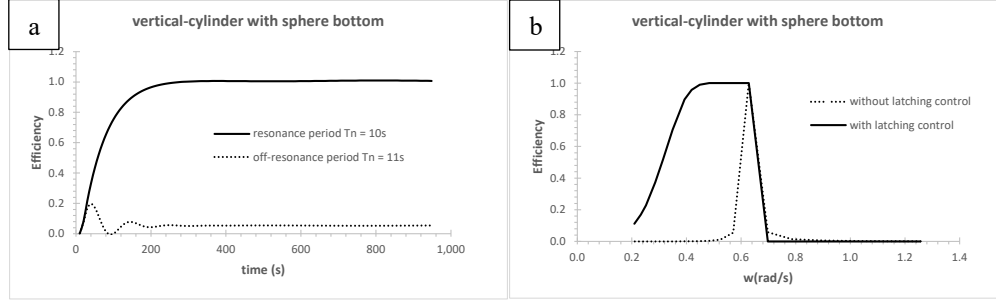 a
vertical-cylinder with sphere bottom
1.2
1.0
0.8
0.6
0.4
0.2
0.0
Efficiency
resonance period Tn = 10s
off-resonance period Tn = 11s
0
200
400
600
800
1,000
time (s)
b
vertical-cylinder with sphere bottom
1.2
1.0
0.8
0.6
0.4
0.2
0.0
Efficiency
without latching control
with latching control
0.0
0.2
0.4
0.6
0.8
1.0
1.2
1.4
w(rad/s)